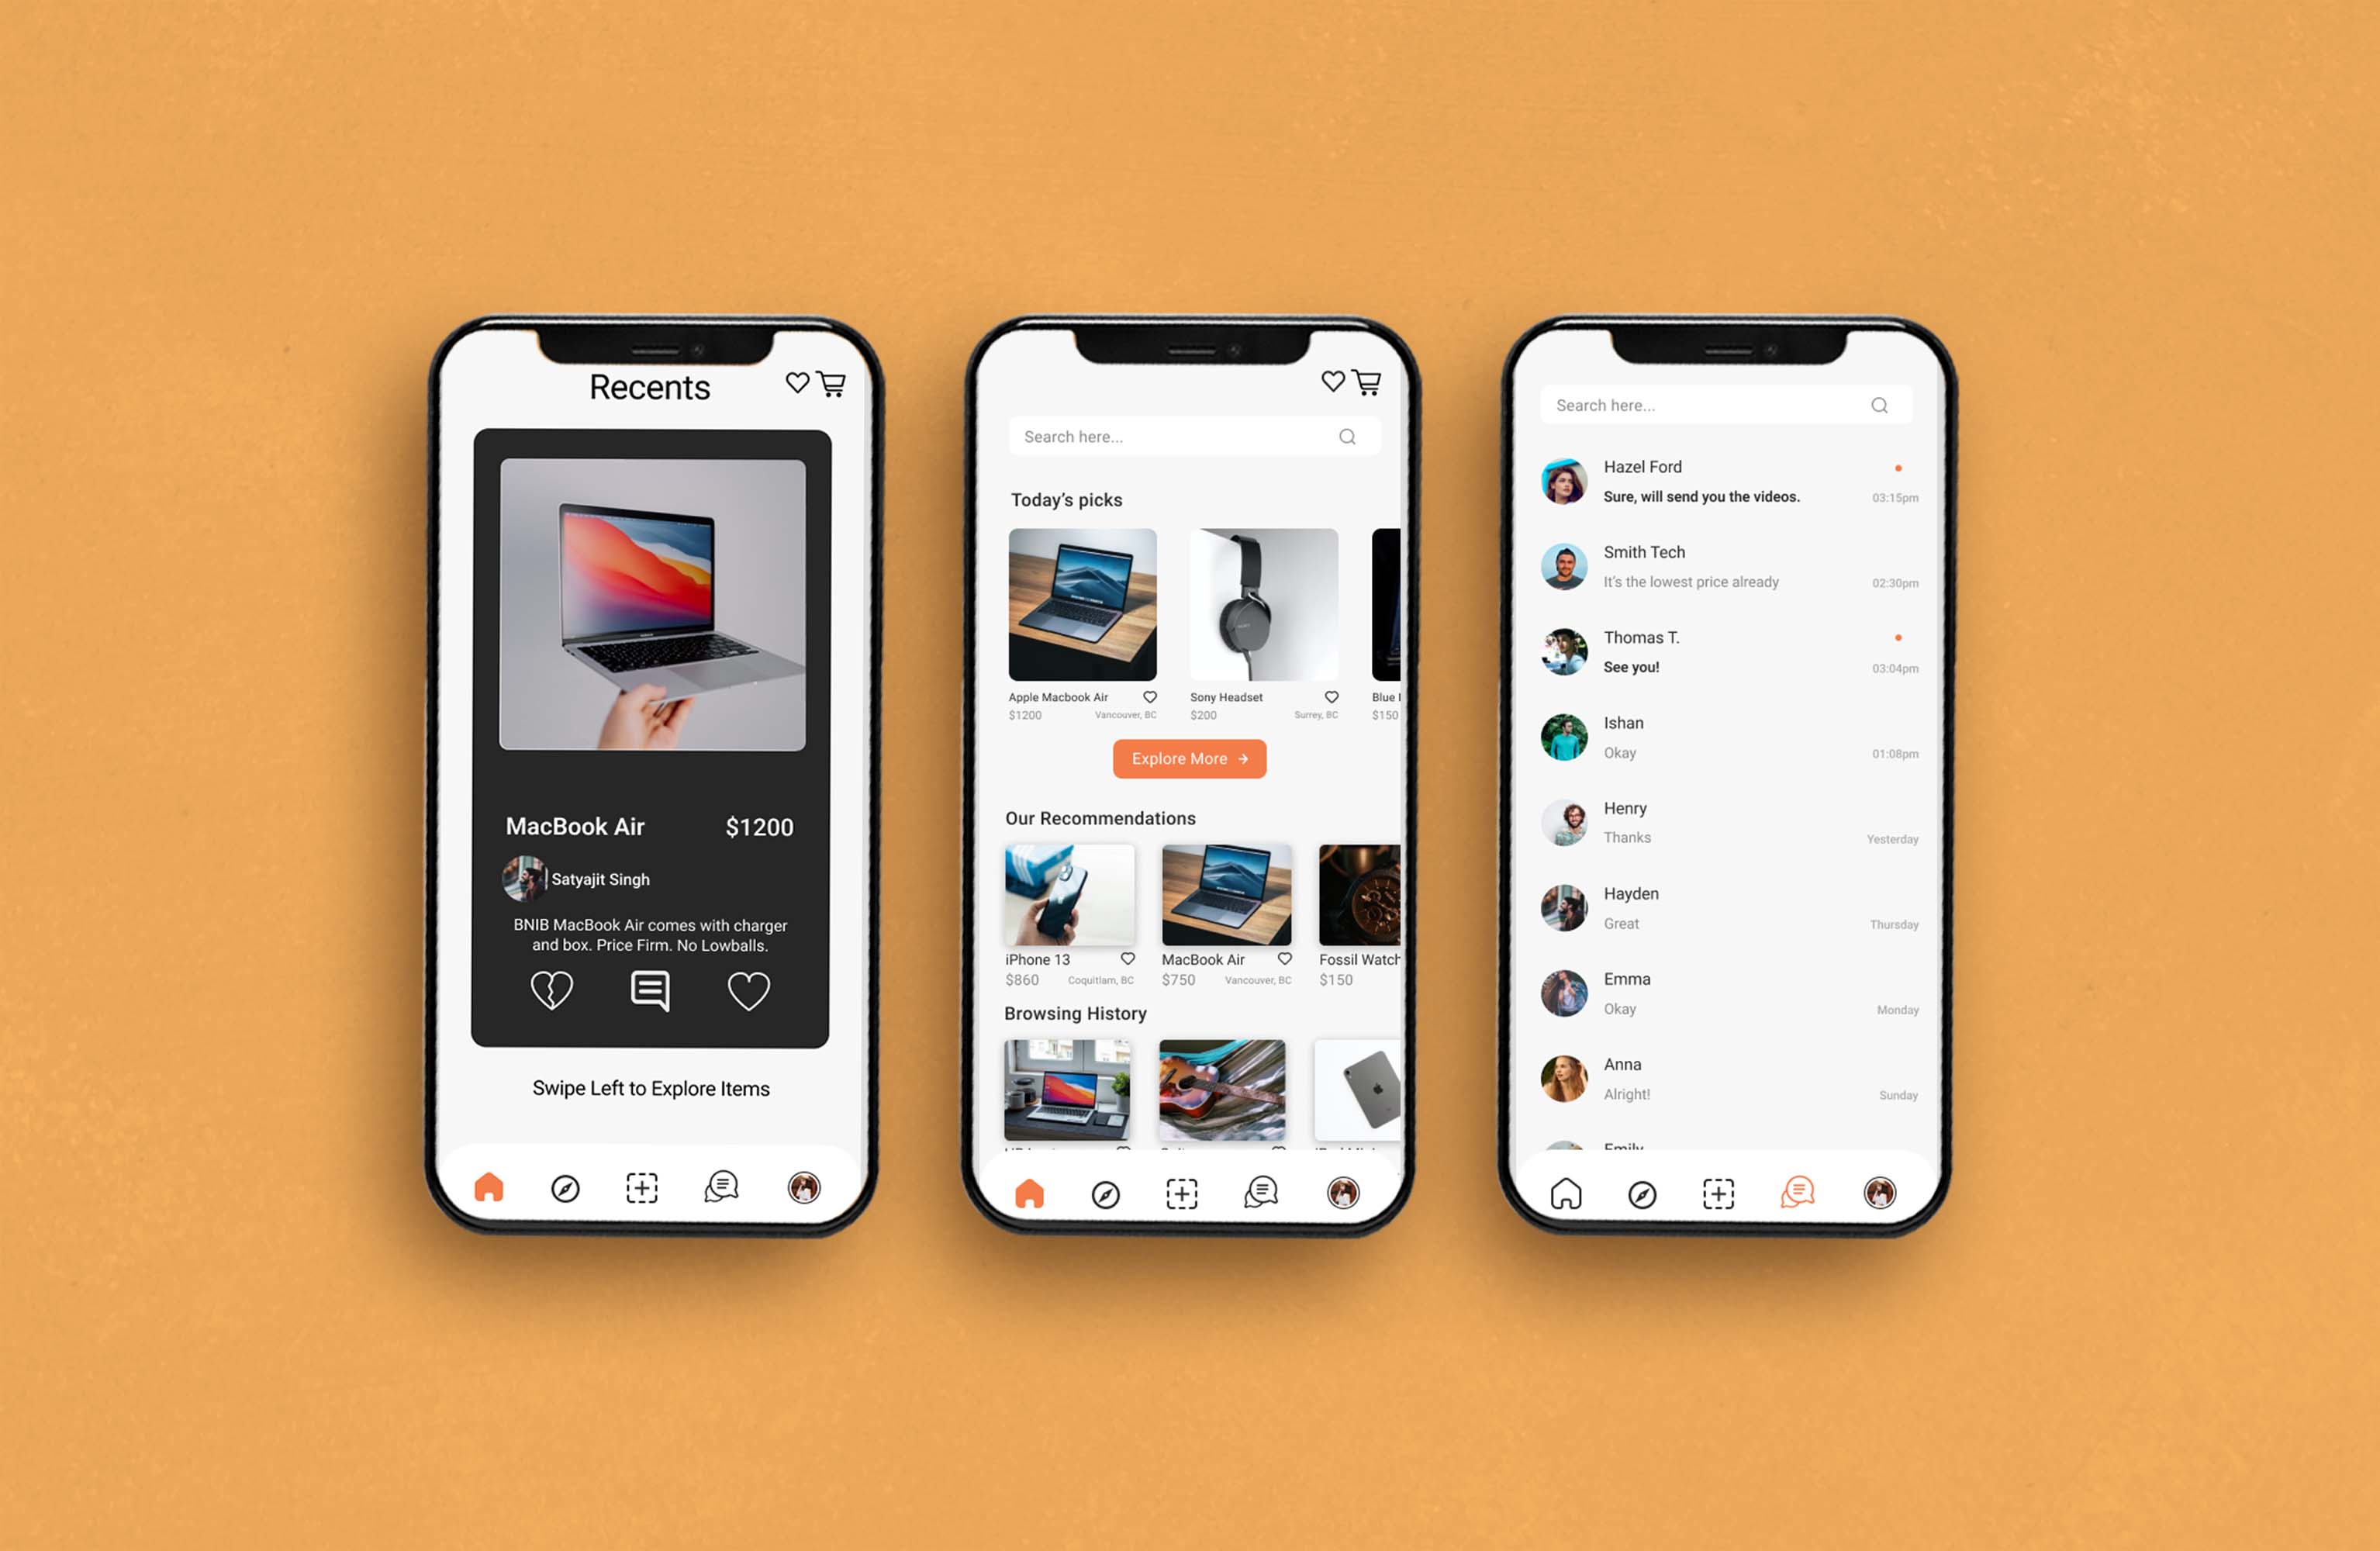 Recents
MacBook Air
$1200
Satyajit Singh
BNIB MacBook Air comes with charger
and box. Price Firm. No Lowballs.
Swipe Left to Explore Items
Search here...
Today's picks
Apple Macbook Air
$1200
Vancouver, BC
Sony Headset
$200
Surrey, BC
Blue
$150
Explore More
Our Recommendations
iPhone 13
$860
Coquitlam, BC
MacBook Air
$750
Vancouver, BC
Fossil Watch
$150
Browsing History
Search here...
Hazel Ford
Sure, will send you the videos.
03:15pm
Smith Tech
It's the lowest price already
02:30pm
Thomas T.
See you!
03:04pm
Ishan
Okay
01:08pm
Henry
Thanks
Yesterday
Hayden
Great
Thursday
Emma
Okay
Monday
Anna
Alright!
Sunday
Emily